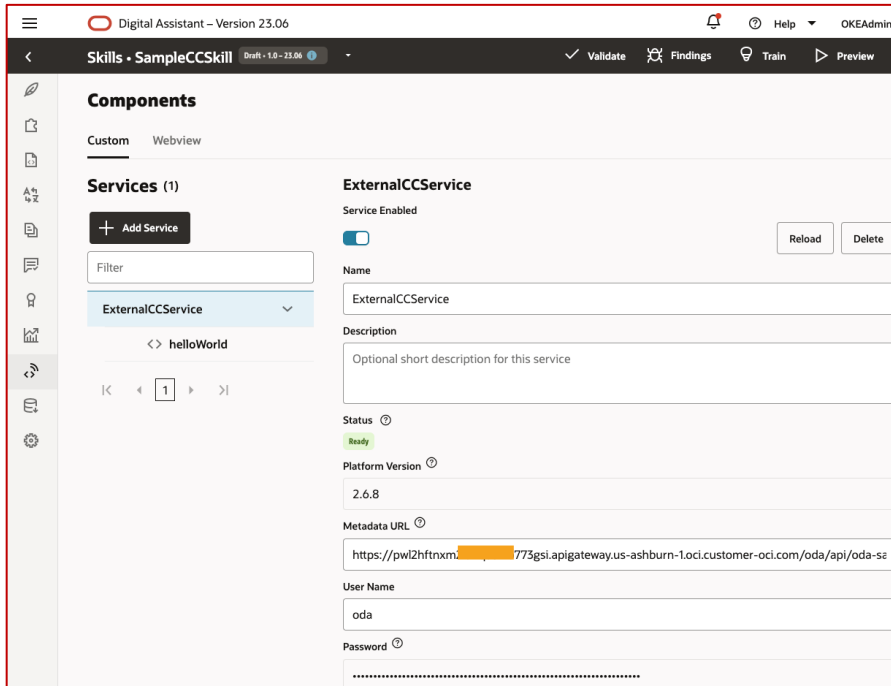 Digital Assistant – Version 23.06
Help
OKEAdmin
Skills • SampleCCSkill
Draft • 1.0 – 23.06
Validate
Findings
Train
Preview
Components
Custom
Webview
Services (1)
Add Service
Filter
ExternalCCService
<> helloWorld
1
ExternalCCService
Service Enabled
Reload
Delete
Name
ExternalCCService
Description
Optional short description for this service
Status
Ready
Platform Version
2.6.8
Metadata URL
773gsi.apigateway.us-ashburn-1.oci.customer-oci.com/oda/api/oda-sa
User Name
oda
Password